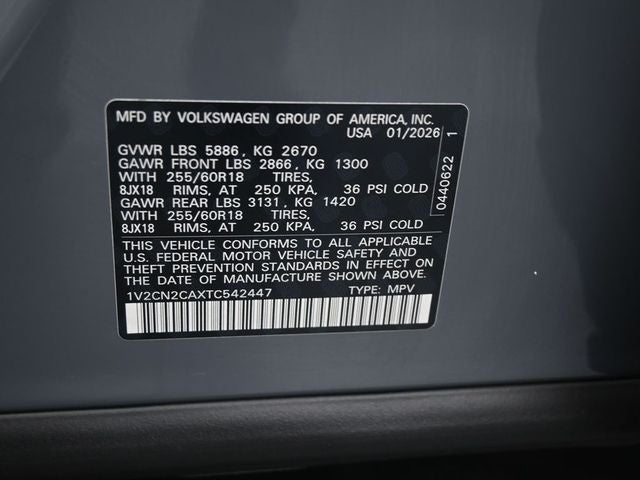 MFD BY VOLKSWAGEN GROUP OF AMERICA, INC.
USA 01/2026
GVWR LBS 5886, KG 2670
GAWR FRONT LBS 2866, KG 1300
WITH 255/60R18 TIRES,
8JX18 RIMS, AT 250 KPA, 36 PSI COLD
GAWR REAR LBS 3131, KG 1420
WITH 255/60R18 TIRES,
8JX18 RIMS, AT 250 KPA, 36 PSI COLD
THIS VEHICLE CONFORMS TO ALL APPLICABLE
U.S. FEDERAL MOTOR VEHICLE SAFETY AND
THEFT PREVENTION STANDARDS IN EFFECT ON
THE DATE OF MANUFACTURE SHOWN ABOVE.
1V2CN2CAXTC542447 TYPE: MPV
0440622 1